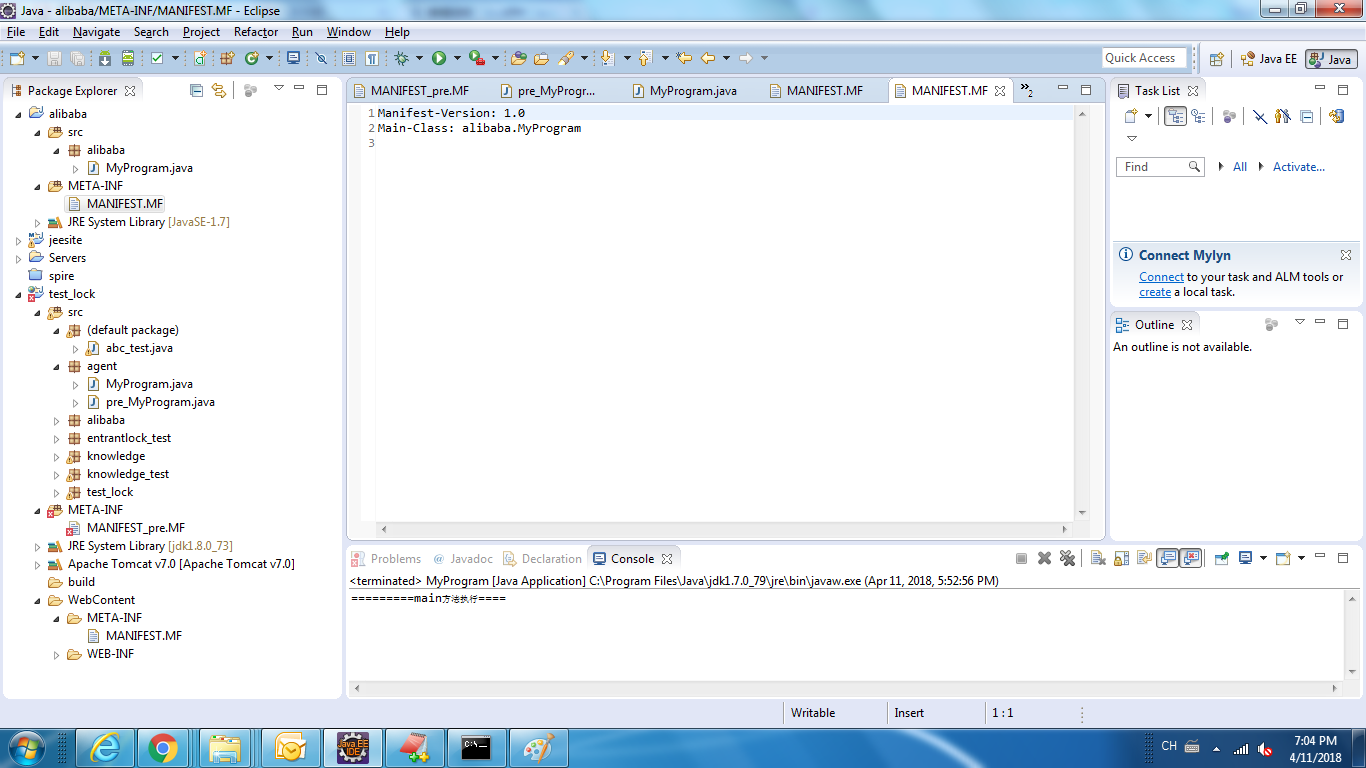 Java - alibaba/META-INF/MANIFEST.MF - Eclipse
File Edit Navigate Search Project Refactor Run Window Help
Quick Access
Java EE
Java
Package Explorer
alibaba
src
alibaba
MyProgram.java
META-INF
MANIFEST.MF
JRE System Library [JavaSE-1.7]
jeesite
Servers
spire
test_lock
src
(default package)
abc_test.java
agent
MyProgram.java
pre_MyProgram.java
alibaba
entrantlock_test
knowledge
knowledge_test
test_lock
META-INF
MANIFEST_pre.MF
JRE System Library [jdk1.8.0_73]
Apache Tomcat v7.0 [Apache Tomcat v7.0]
build
WebContent
META-INF
MANIFEST.MF
WEB-INF
MANIFEST_pre.MF pre_MyProgr... MyProgram.java MANIFEST.MF MANIFEST.MF »2
1 Manifest-Version: 1.0
2 Main-Class: alibaba.MyProgram
3
Task List
Find All Activate...
Connect Mylyn
Connect to your task and ALM tools or
create a local task.
Outline
An outline is not available.
Problems @ Javadoc Declaration Console
<terminated> MyProgram [Java Application] C:\Program Files\Java\jdk1.7.0_79\jre\bin\javaw.exe (Apr 11, 2018, 5:52:56 PM)
=========main方法执行====
Writable Insert 1 : 1
Java EE
IDE
C:\_
CH
7:04 PM
4/11/2018